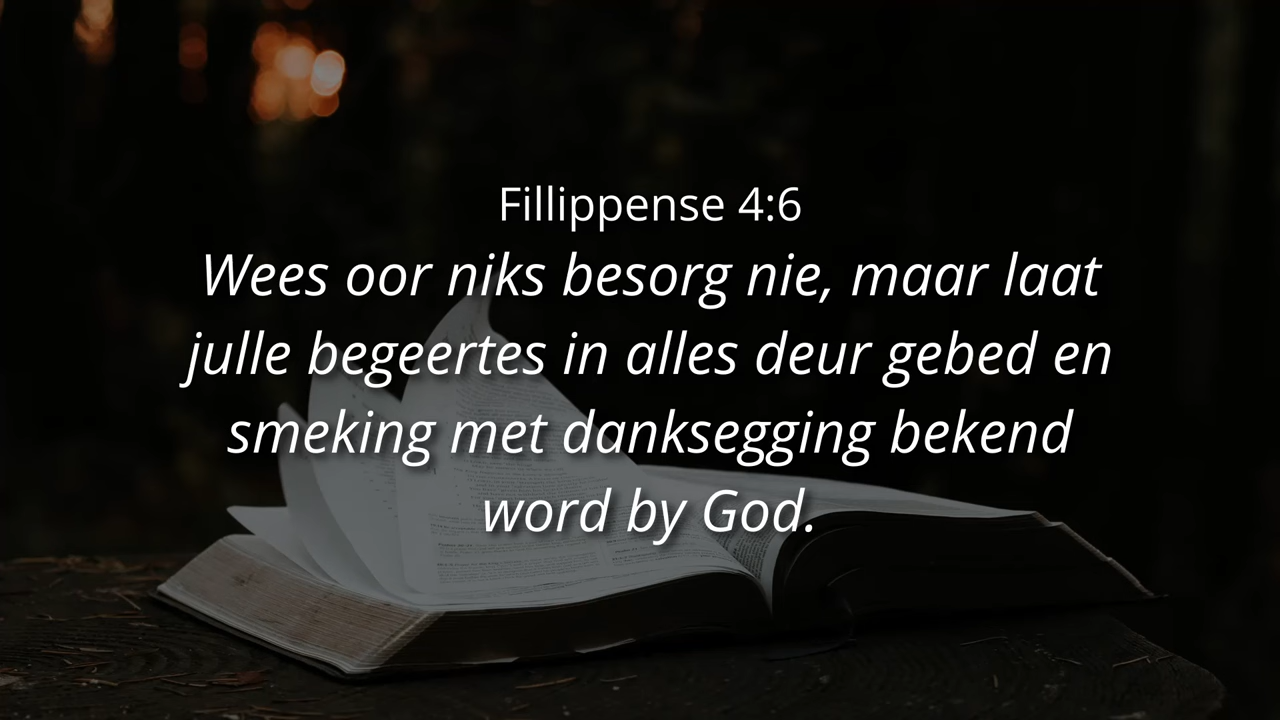 Fillippense 4:6
Wees oor niks besorg nie, maar laat
julle begeertes in alles deur gebed en
smeking met danksegging bekend
word by God.